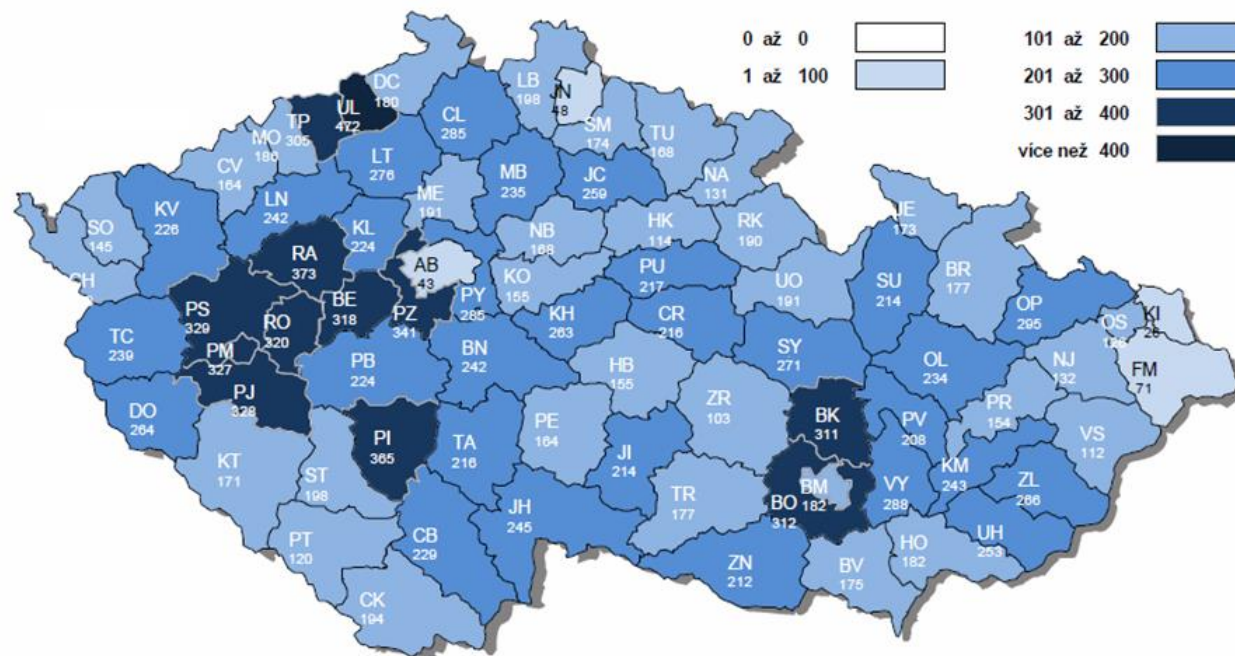 0 až 0
1 až 100
101 až 200
201 až 300
301 až 400
více než 400
DC
180
LB
198
JN
48
UL
472
TP
305
CL
285
SM
174
TU
168
MO
186
CV
164
LT
276
MB
235
JC
259
NA
131
ME
191
LN
242
KL
224
KV
226
SO
145
CH
NB
168
HK
114
RK
190
JE
173
RA
373
AB
43
KO
155
PU
217
UO
191
SU
214
BR
177
OP
295
KI
OS
BE
318
PZ
341
PY
285
PS
329
RO
320
PM
327
KH
263
CR
216
TC
239
PB
224
BN
242
SY
271
OL
234
NJ
132
FM
71
PJ
328
HB
155
ZR
103
DO
264
PR
154
BK
311
PV
208
VS
112
PI
365
TA
216
PE
164
JI
214
KT
171
ST
198
KM
243
ZL
266
BM
182
VY
288
TR
177
BO
312
JH
245
CB
229
PT
120
UH
253
HO
182
ZN
212
BV
175
CK
194